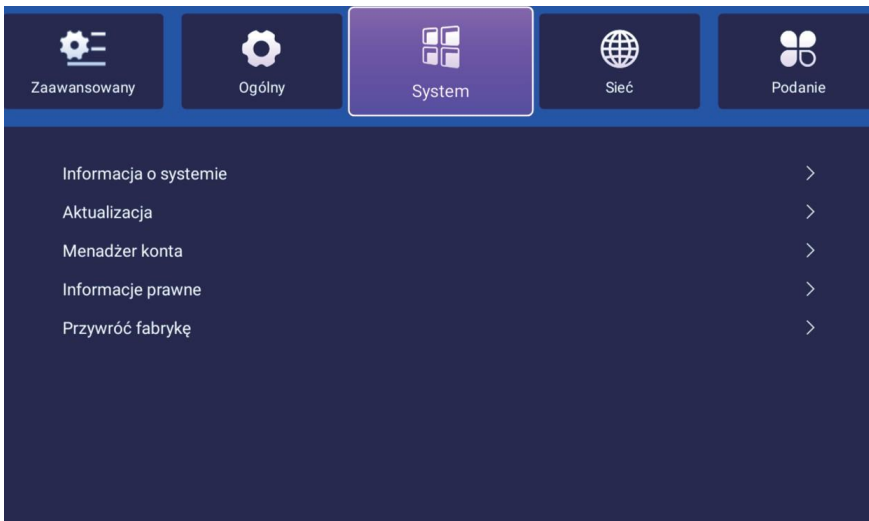 Zaawansowany
Ogólny
System
Sieć
Podanie
Informacja o systemie
Aktualizacja
Menadżer konta
Informacje prawne
Przywróć fabrykę